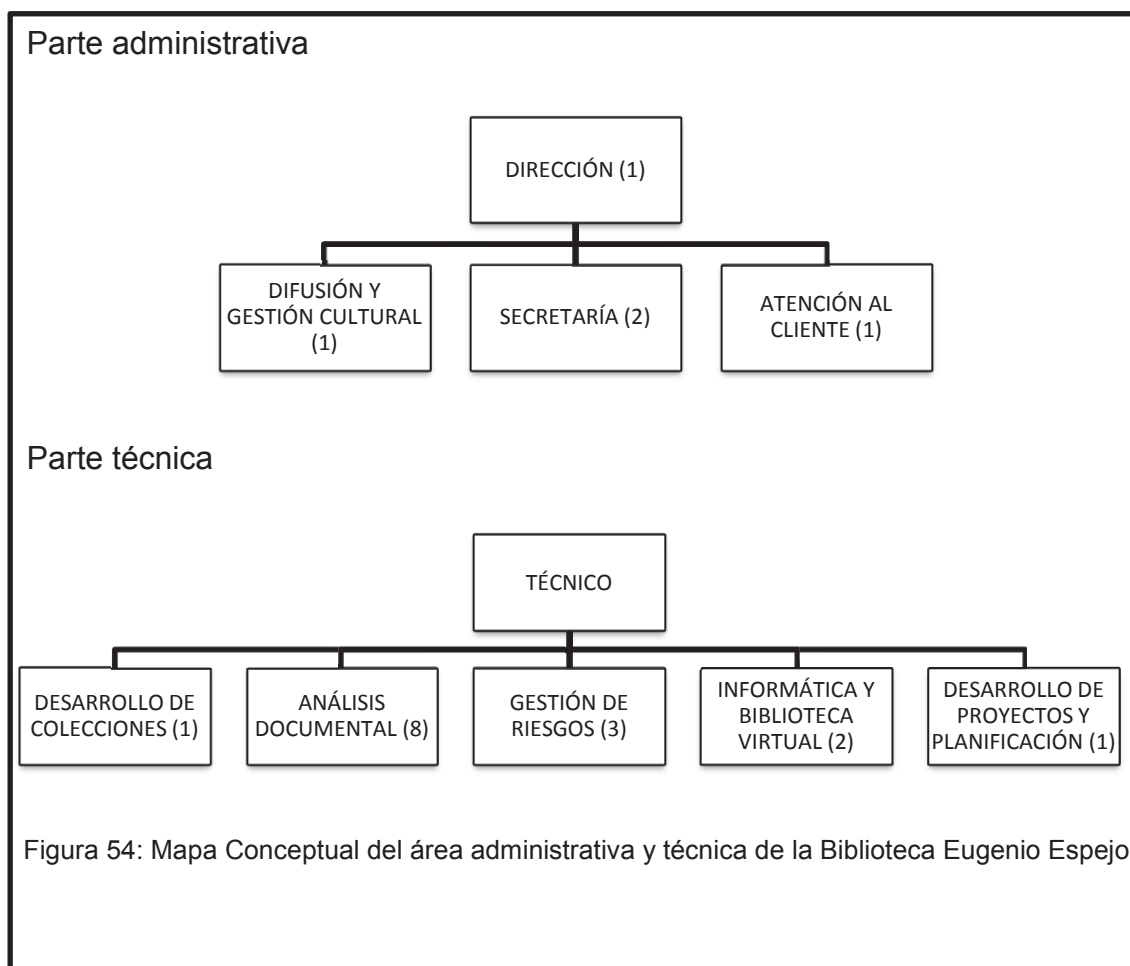 Parte administrativa
DIRECCIÓN (1)
DIFUSIÓN Y
GESTIÓN CULTURAL
(1)
SECRETARÍA (2)
ATENCIÓN AL
CLIENTE (1)
Parte técnica
TÉCNICO
DESARROLLO DE
COLECCIONES (1)
ANÁLISIS
DOCUMENTAL (8)
GESTIÓN DE
RIESGOS (3)
INFORMÁTICA Y
BIBLIOTECA
VIRTUAL (2)
DESARROLLO DE
PROYECTOS Y
PLANIFICACIÓN (1)
Figura 54: Mapa Conceptual del área administrativa y técnica de la Biblioteca Eugenio Espejo